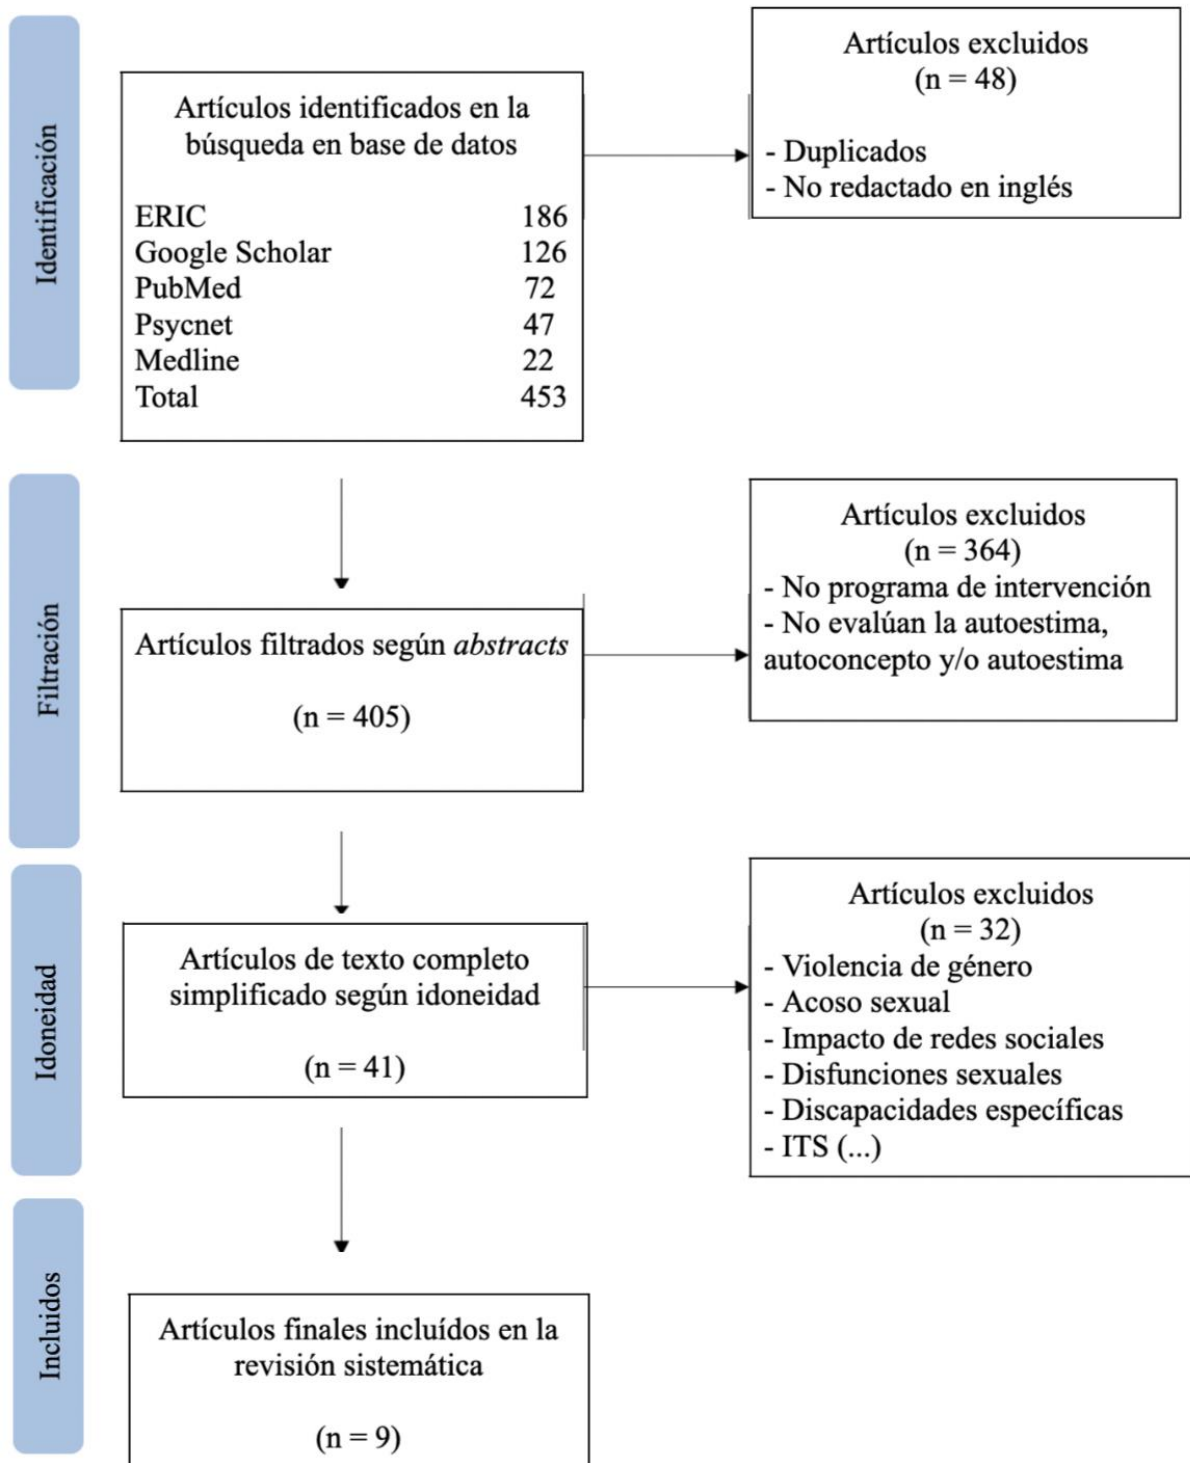 Identificación
Artículos identificados en la
búsqueda en base de datos
ERIC 186
Google Scholar 126
PubMed 72
Psycnet 47
Medline 22
Total 453
Artículos excluidos
(n = 48)
- Duplicados
- No redactado en inglés
Filtración
Artículos filtrados según abstracts
(n = 405)
Artículos excluidos
(n = 364)
- No programa de intervención
- No evalúan la autoestima,
autoconcepto y/o autoestima
Idoneidad
Artículos de texto completo
simplificado según idoneidad
(n = 41)
Artículos excluidos
(n = 32)
- Violencia de género
- Acoso sexual
- Impacto de redes sociales
- Disfunciones sexuales
- Discapacidades específicas
- ITS (...)
Incluidos
Artículos finales incluídos en la
revisión sistemática
(n = 9)